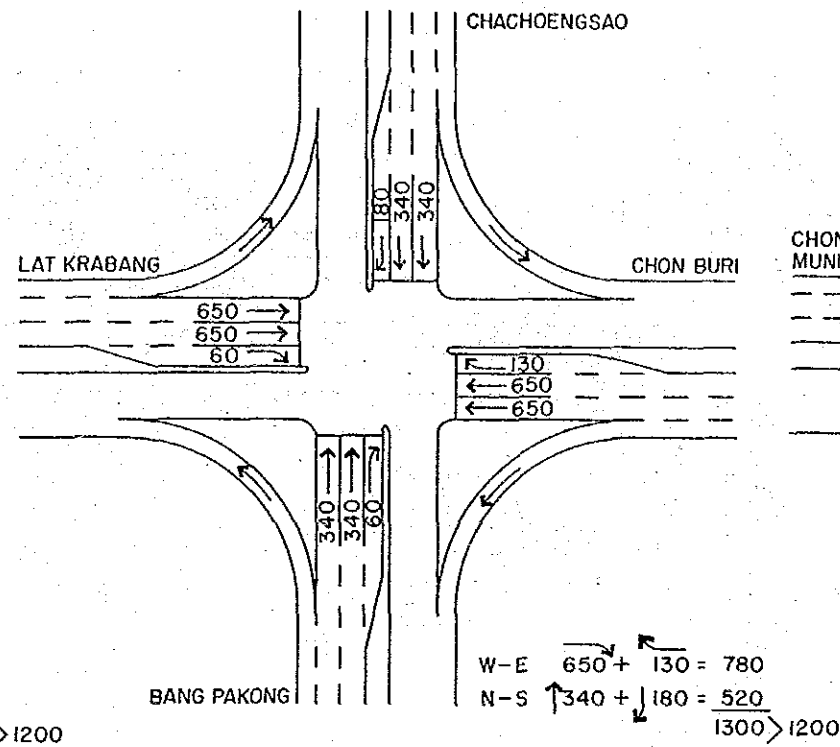 CHACHOENGSAO
180
340
340
LAT KRABANG
CHON BURI
CHON
MUNI
650
650
60
130
650
650
340
340
60
W-E 650 + 130 = 780
N-S 340 + 180 = 520
BANG PAKONG
1300 > 1200
>1200